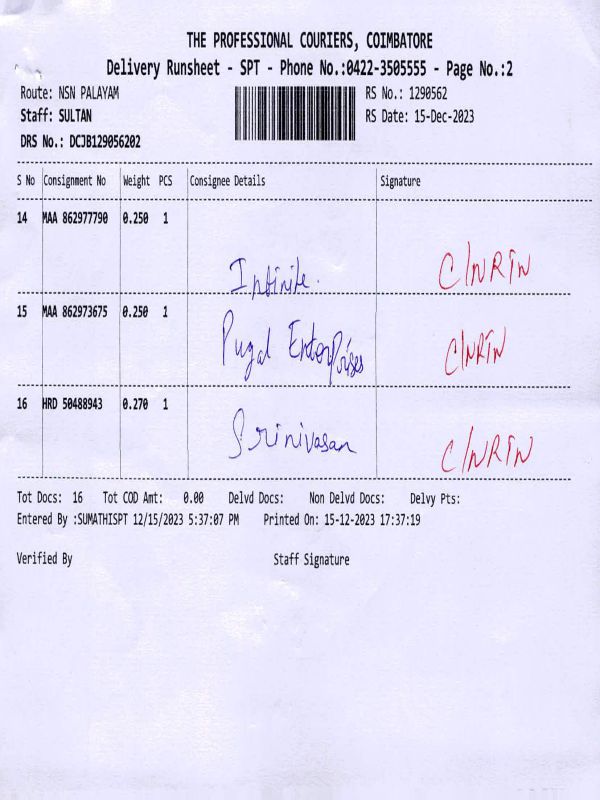 THE PROFESSIONAL COURIERS, COIMBATORE
Delivery Runsheet - SPT - Phone No.:0422-3505555 - Page No.:2
Route: NSN PALAYAM RS No.: 1290562
Staff: SULTAN RS Date: 15-Dec-2023
DRS No.: DCJB129056202
S No Consignment No Weight PCS Consignee Details Signature
14 MAA 862977790 0.250 1
Infinite. C/NRTN
15 MAA 862973675 0.250 1
Pugal Enterprises C/NRTN
16 HRD 50488943 0.270 1
Srinivasan C/NRTN
Tot Docs: 16 Tot COD Amt: 0.00 Delvd Docs: Non Delvd Docs: Delvy Pts:
Entered By :SUMATHISPT 12/15/2023 5:37:07 PM Printed On: 15-12-2023 17:37:19
Verified By Staff Signature